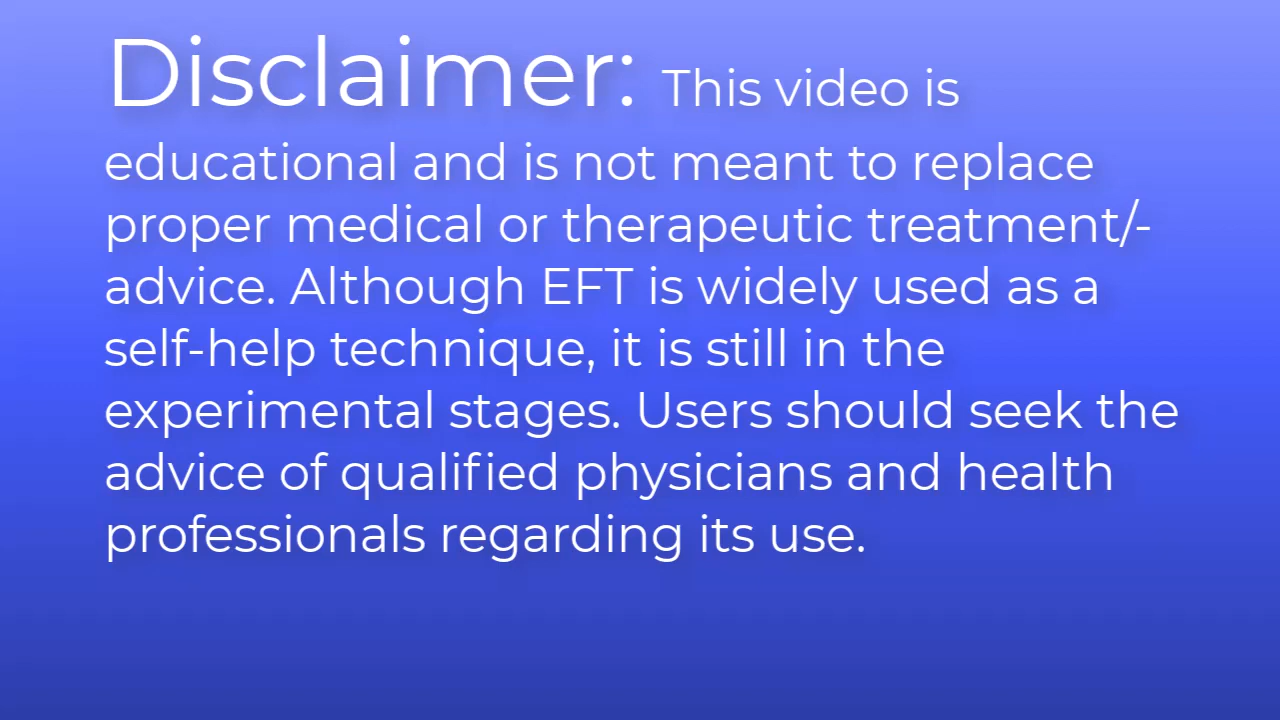 Disclaimer: This video is
educational and is not meant to replace
proper medical or therapeutic treatment/-
advice. Although EFT is widely used as a
self-help technique, it is still in the
experimental stages. Users should seek the
advice of qualified physicians and health
professionals regarding its use.